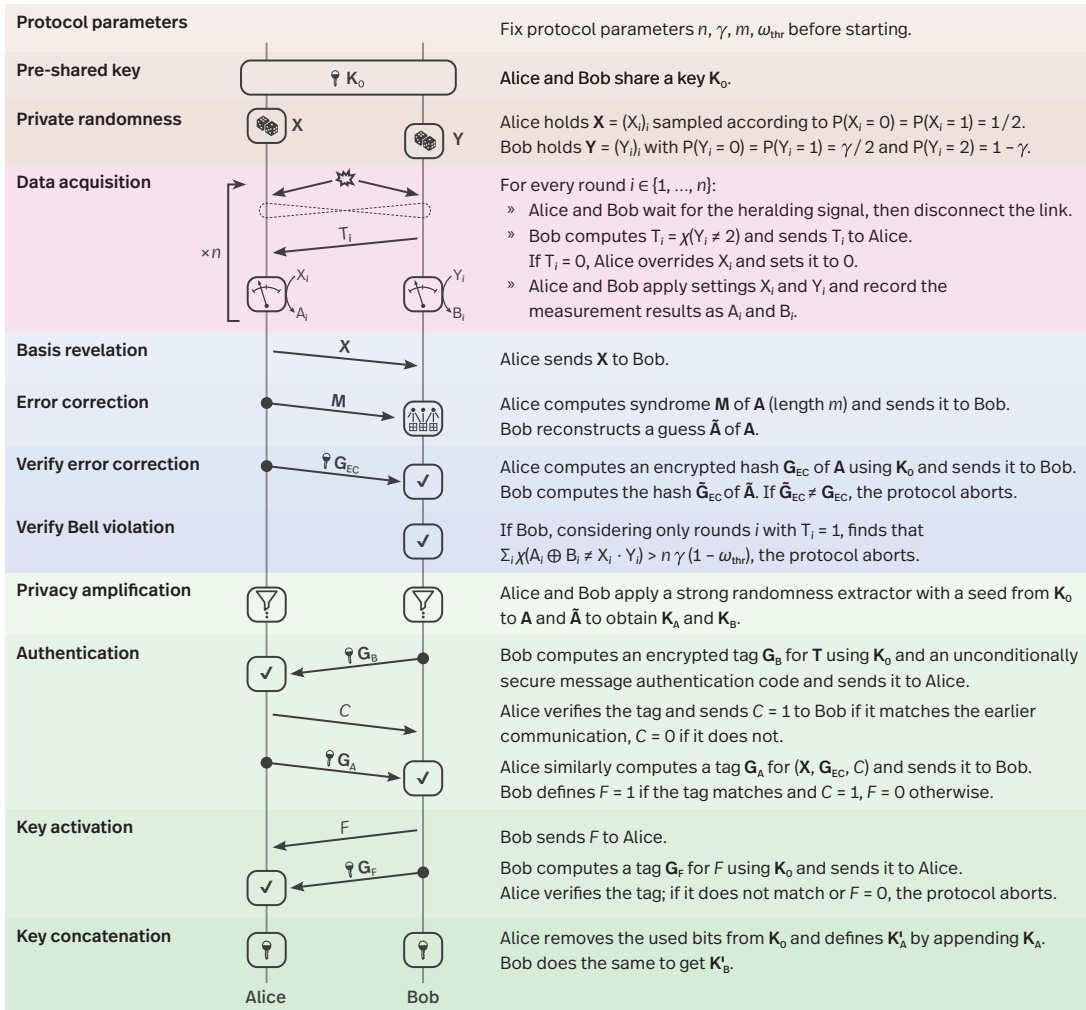 Protocol parameters
Fix protocol parameters n, γ, m, ω_thr before starting.
Pre-shared key
K₀
Alice and Bob share a key K₀.
Private randomness
X
Y
Alice holds X = (Xᵢ)ᵢ sampled according to P(Xᵢ = 0) = P(Xᵢ = 1) = 1/2.
Bob holds Y = (Yᵢ)ᵢ with P(Yᵢ = 0) = P(Yᵢ = 1) = γ/2 and P(Yᵢ = 2) = 1 – γ.
Data acquisition
×n
Tᵢ
Xᵢ
Aᵢ
Yᵢ
Bᵢ
For every round i ∈ {1, ..., n}:
» Alice and Bob wait for the heralding signal, then disconnect the link.
» Bob computes Tᵢ = χ(Yᵢ ≠ 2) and sends Tᵢ to Alice.
If Tᵢ = 0, Alice overrides Xᵢ and sets it to 0.
» Alice and Bob apply settings Xᵢ and Yᵢ and record the
measurement results as Aᵢ and Bᵢ.
Basis revelation
X
Alice sends X to Bob.
Error correction
M
Alice computes syndrome M of A (length m) and sends it to Bob.
Bob reconstructs a guess Ã of A.
Verify error correction
G_EC
Alice computes an encrypted hash G_EC of A using K₀ and sends it to Bob.
Bob computes the hash G̃_EC of Ã. If G̃_EC ≠ G_EC, the protocol aborts.
Verify Bell violation
If Bob, considering only rounds i with Tᵢ = 1, finds that
Σᵢ χ(Aᵢ ⊕ Bᵢ ≠ Xᵢ · Yᵢ) > n γ (1 – ω_thr), the protocol aborts.
Privacy amplification
Alice and Bob apply a strong randomness extractor with a seed from K₀
to A and Ã to obtain K_A and K_B.
Authentication
G_B
Bob computes an encrypted tag G_B for T using K₀ and an unconditionally
secure message authentication code and sends it to Alice.
C
Alice verifies the tag and sends C = 1 to Bob if it matches the earlier
communication, C = 0 if it does not.
G_A
Alice similarly computes a tag G_A for (X, G_EC, C) and sends it to Bob.
Bob defines F = 1 if the tag matches and C = 1, F = 0 otherwise.
Key activation
F
Bob sends F to Alice.
G_F
Bob computes a tag G_F for F using K₀ and sends it to Alice.
Alice verifies the tag; if it does not match or F = 0, the protocol aborts.
Key concatenation
Alice removes the used bits from K₀ and defines K'_A by appending K_A.
Bob does the same to get K'_B.
Alice
Bob